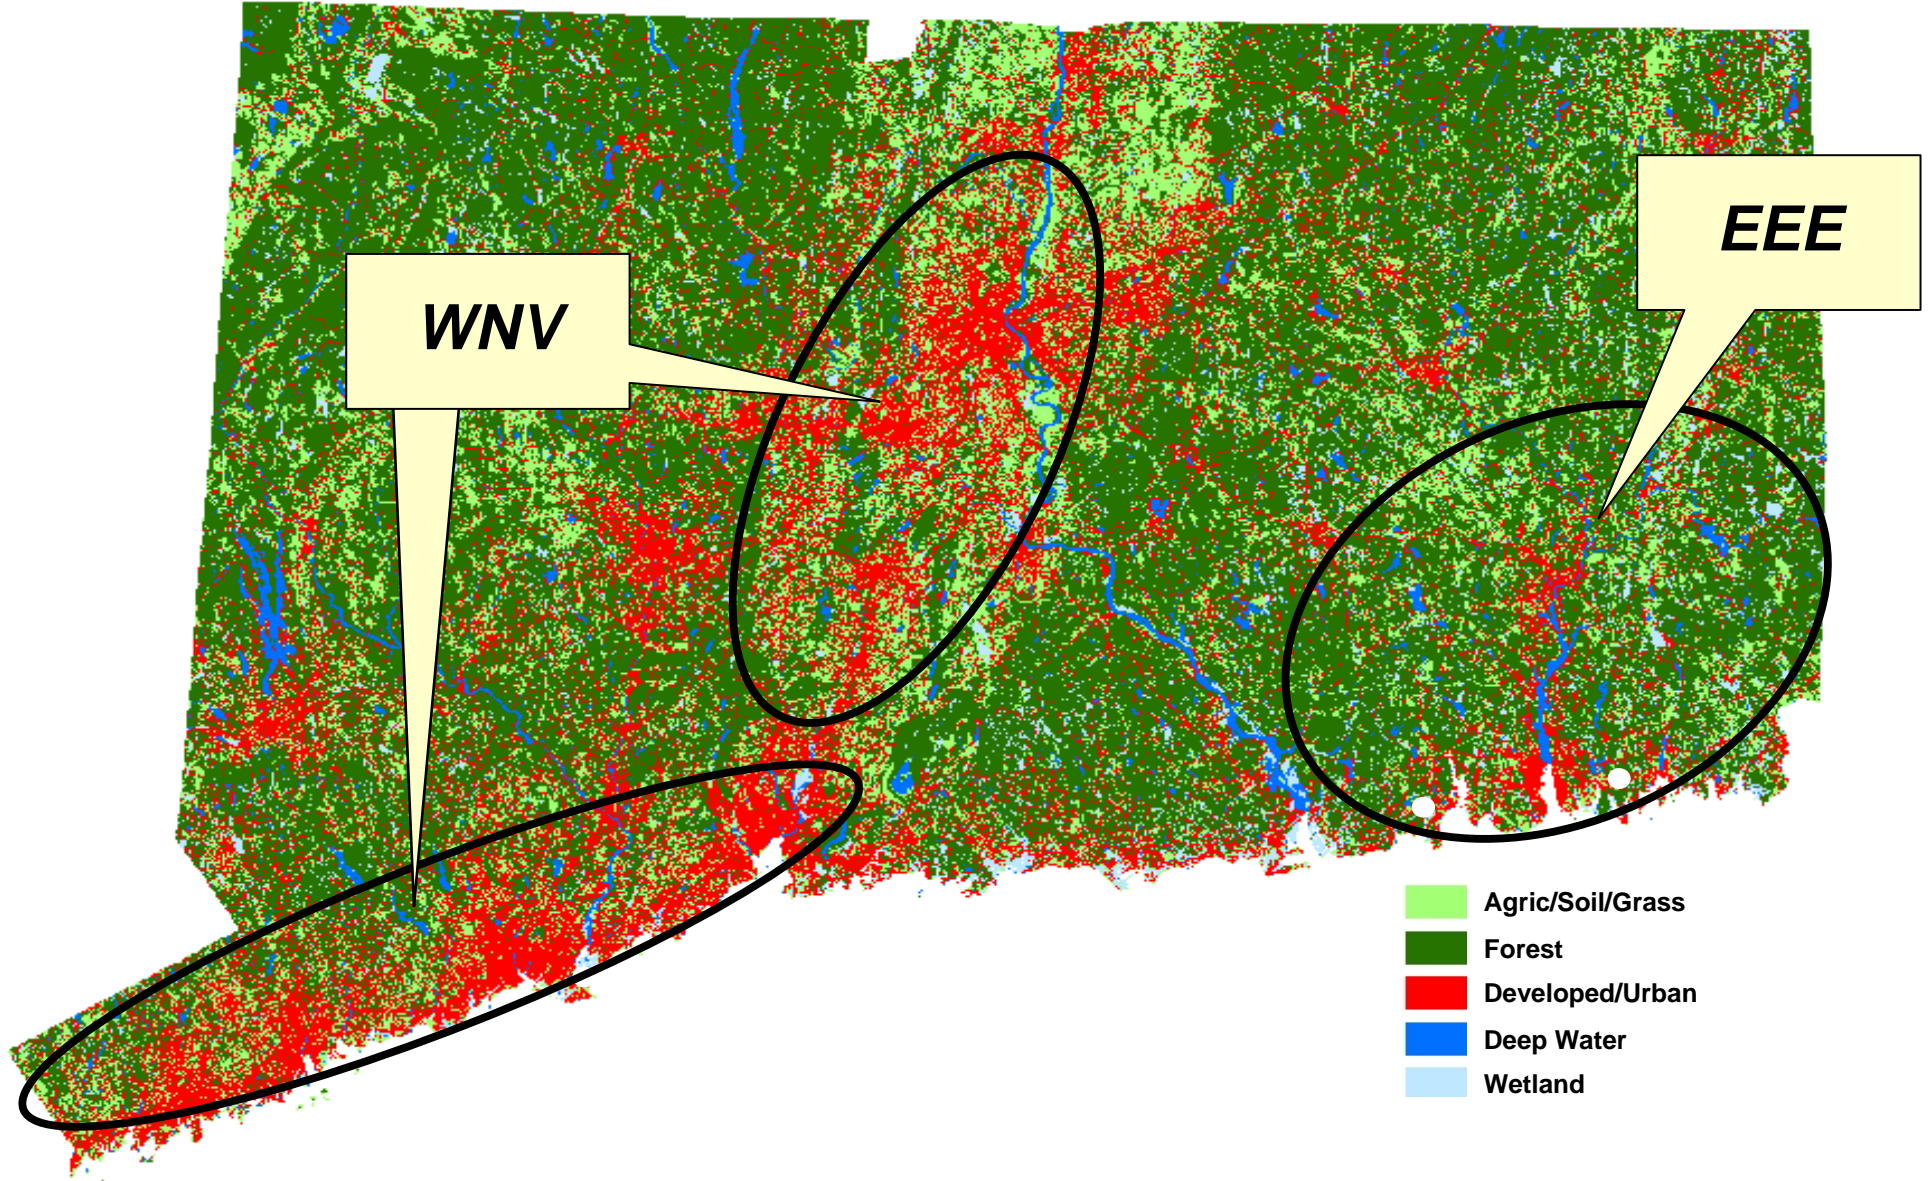 EEE
WNV
Agric/Soil/Grass
Forest
Developed/Urban
Deep Water
Wetland